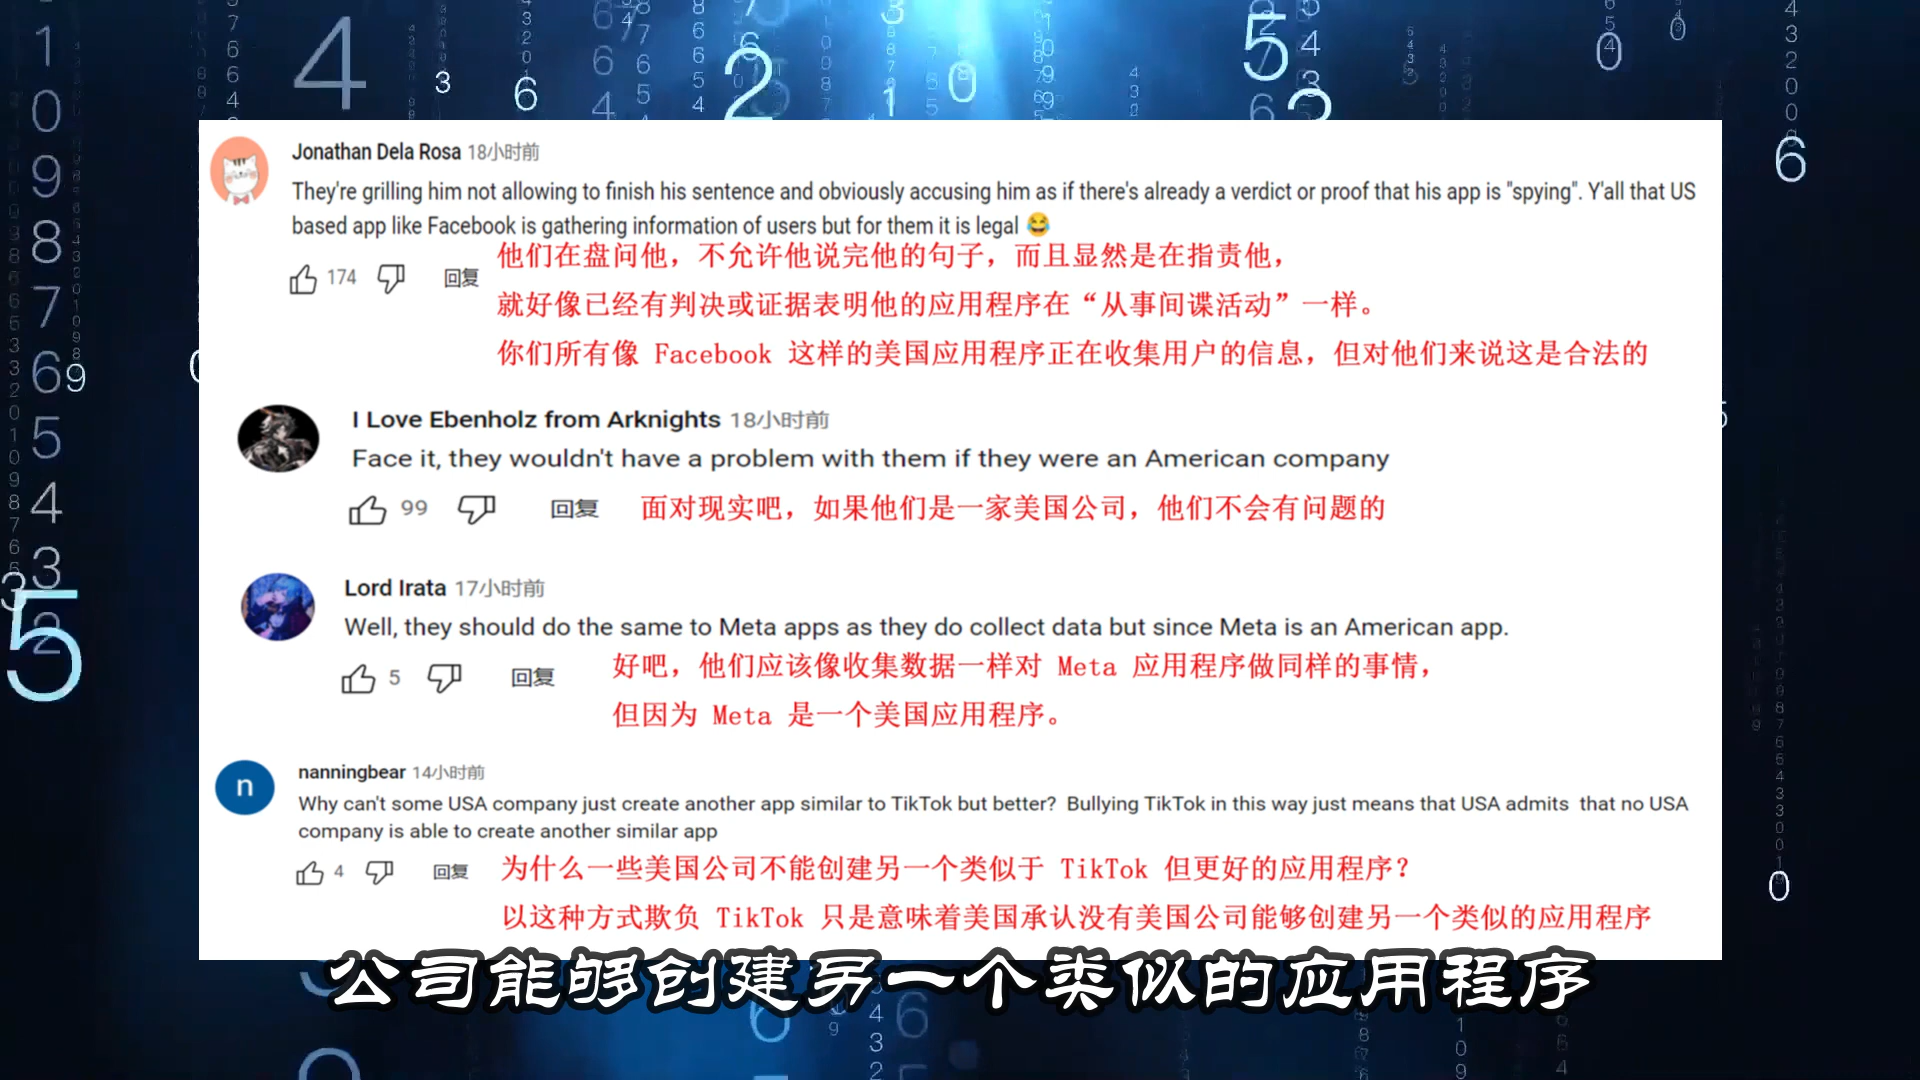 Jonathan Dela Rosa 18小时前
They're grilling him not allowing to finish his sentence and obviously accusing him as if there's already a verdict or proof that his app is "spying". Y'all that US
based app like Facebook is gathering information of users but for them it is legal 😂
174 回复
他们在盘问他，不允许他说完他的句子，而且显然是在指责他，
就好像已经有判决或证据表明他的应用程序在“从事间谍活动”一样。
你们所有像 Facebook 这样的美国应用程序正在收集用户的信息，但对他们来说这是合法的
I Love Ebenholz from Arknights 18小时前
Face it, they wouldn't have a problem with them if they were an American company
99 回复 面对现实吧，如果他们是一家美国公司，他们不会有问题的
Lord Irata 17小时前
Well, they should do the same to Meta apps as they do collect data but since Meta is an American app.
5 回复
好吧，他们应该像收集数据一样对 Meta 应用程序做同样的事情，
但因为 Meta 是一个美国应用程序。
n
nanningbear 14小时前
Why can't some USA company just create another app similar to TikTok but better? Bullying TikTok in this way just means that USA admits that no USA
company is able to create another similar app
4 回复
为什么一些美国公司不能创建另一个类似于 TikTok 但更好的应用程序？
以这种方式欺负 TikTok 只是意味着美国承认没有美国公司能够创建另一个类似的应用程序
公司能够创建另一个类似的应用程序